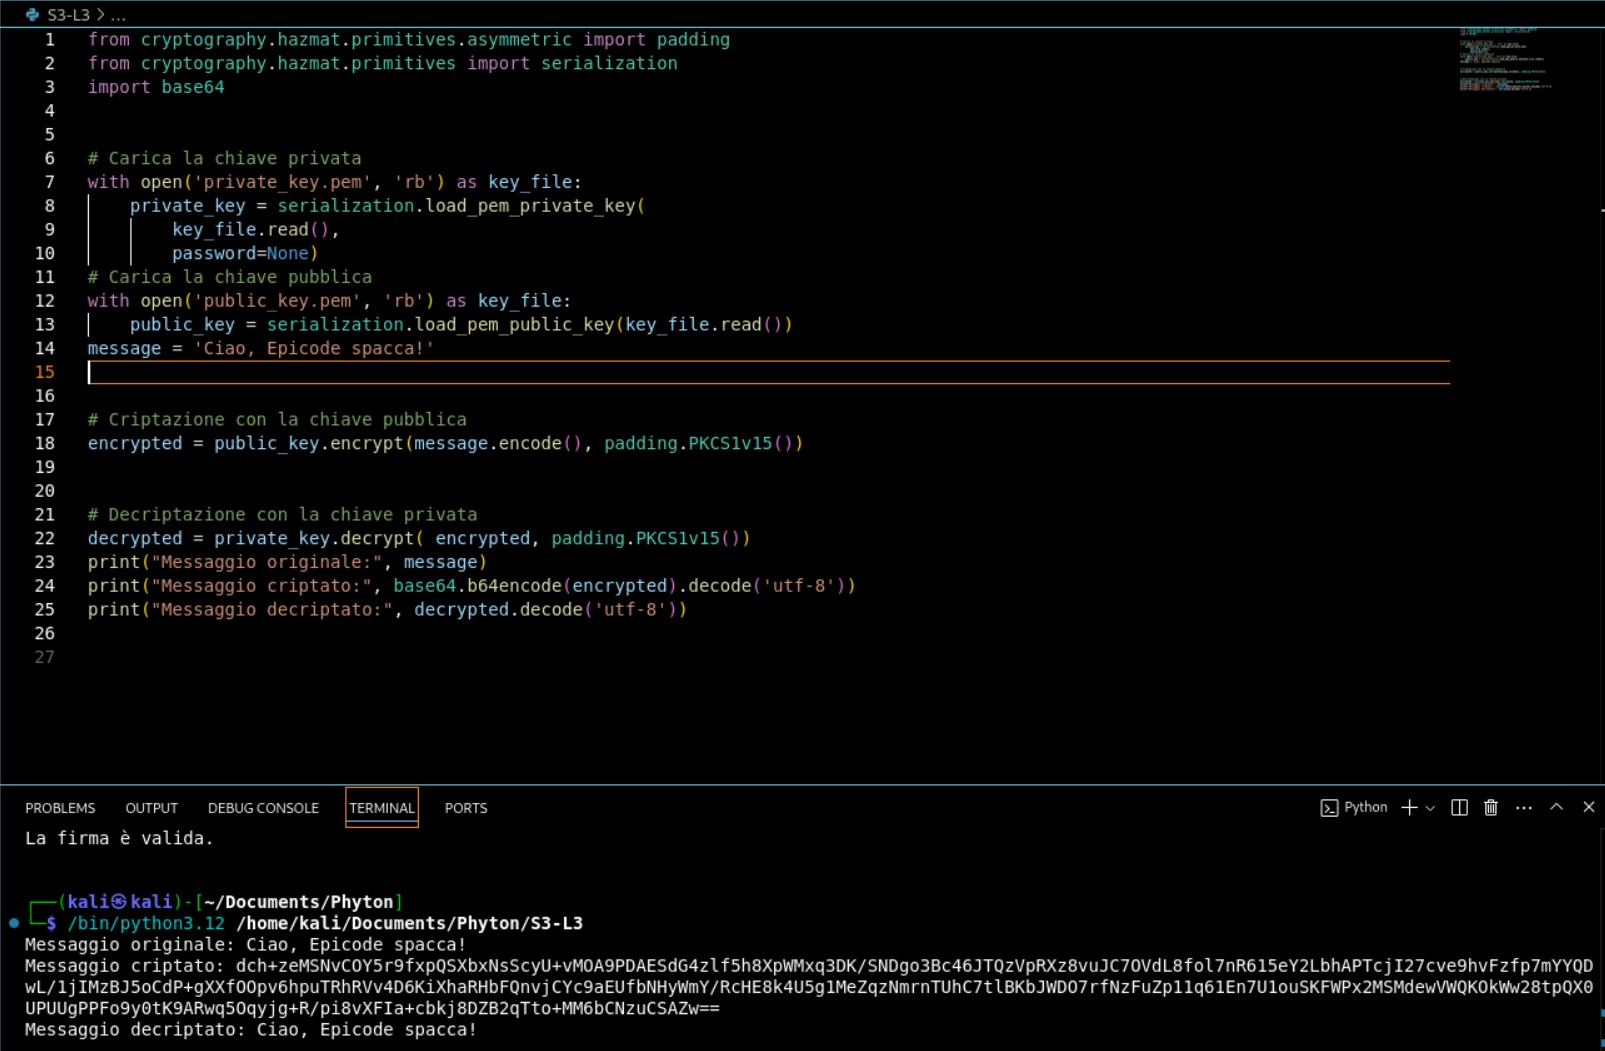 S3-L3 > ...
1 from cryptography.hazmat.primitives.asymmetric import padding
2 from cryptography.hazmat.primitives import serialization
3 import base64
4
5
6 # Carica la chiave privata
7 with open('private_key.pem', 'rb') as key_file:
8     private_key = serialization.load_pem_private_key(
9         key_file.read(),
10         password=None)
11 # Carica la chiave pubblica
12 with open('public_key.pem', 'rb') as key_file:
13     public_key = serialization.load_pem_public_key(key_file.read())
14 message = 'Ciao, Epicode spacca!'
15
16
17 # Criptazione con la chiave pubblica
18 encrypted = public_key.encrypt(message.encode(), padding.PKCS1v15())
19
20
21 # Decriptazione con la chiave privata
22 decrypted = private_key.decrypt( encrypted, padding.PKCS1v15())
23 print("Messaggio originale:", message)
24 print("Messaggio criptato:", base64.b64encode(encrypted).decode('utf-8'))
25 print("Messaggio decriptato:", decrypted.decode('utf-8'))
26
27
PROBLEMS OUTPUT DEBUG CONSOLE TERMINAL PORTS Python
La firma è valida.
┌──(kali㉿kali)-[~/Documents/Phyton]
└─$ /bin/python3.12 /home/kali/Documents/Phyton/S3-L3
Messaggio originale: Ciao, Epicode spacca!
Messaggio criptato: dch+zeMSNvCOY5r9fxpQSXbxNsScyU+vMOA9PDAESdG4zlf5h8XpWMxq3DK/SNDgo3Bc46JTQzVpRXz8vuJC7OVdL8fol7nR615eY2LbhAPTcjI27cve9hvFzfp7mYYQD
wL/1jIMzBJ5oCdP+gXXfOOpv6hpuTRhRVv4D6KiXhaRHbFQnvjCYc9aEUfbNHyWmY/RcHE8k4U5g1MeZqzNmrnTUhC7tlBKbJWDO7rfNzFuZp11q61En7U1ouSKFWPx2MSMdewVWQKOkWw28tpQX0
UPUUgPPFo9y0tK9ARwq5Oqyjg+R/pi8vXFIa+cbkj8DZB2qTto+MM6bCNzuCSAZw==
Messaggio decriptato: Ciao, Epicode spacca!